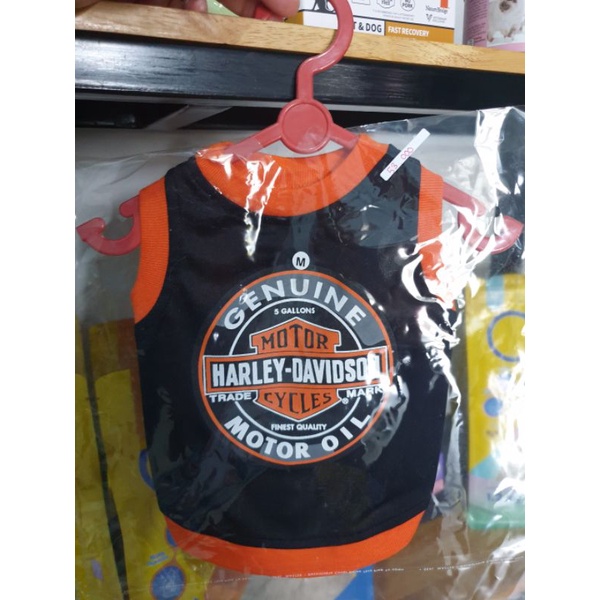 & DOG
FAST RECOVERY
M
GENUINE
5 GALLONS
MOTOR
HARLEY-DAVIDSON
TRADE MARK
CYCLES
®
FINEST QUALITY
MOTOR OIL